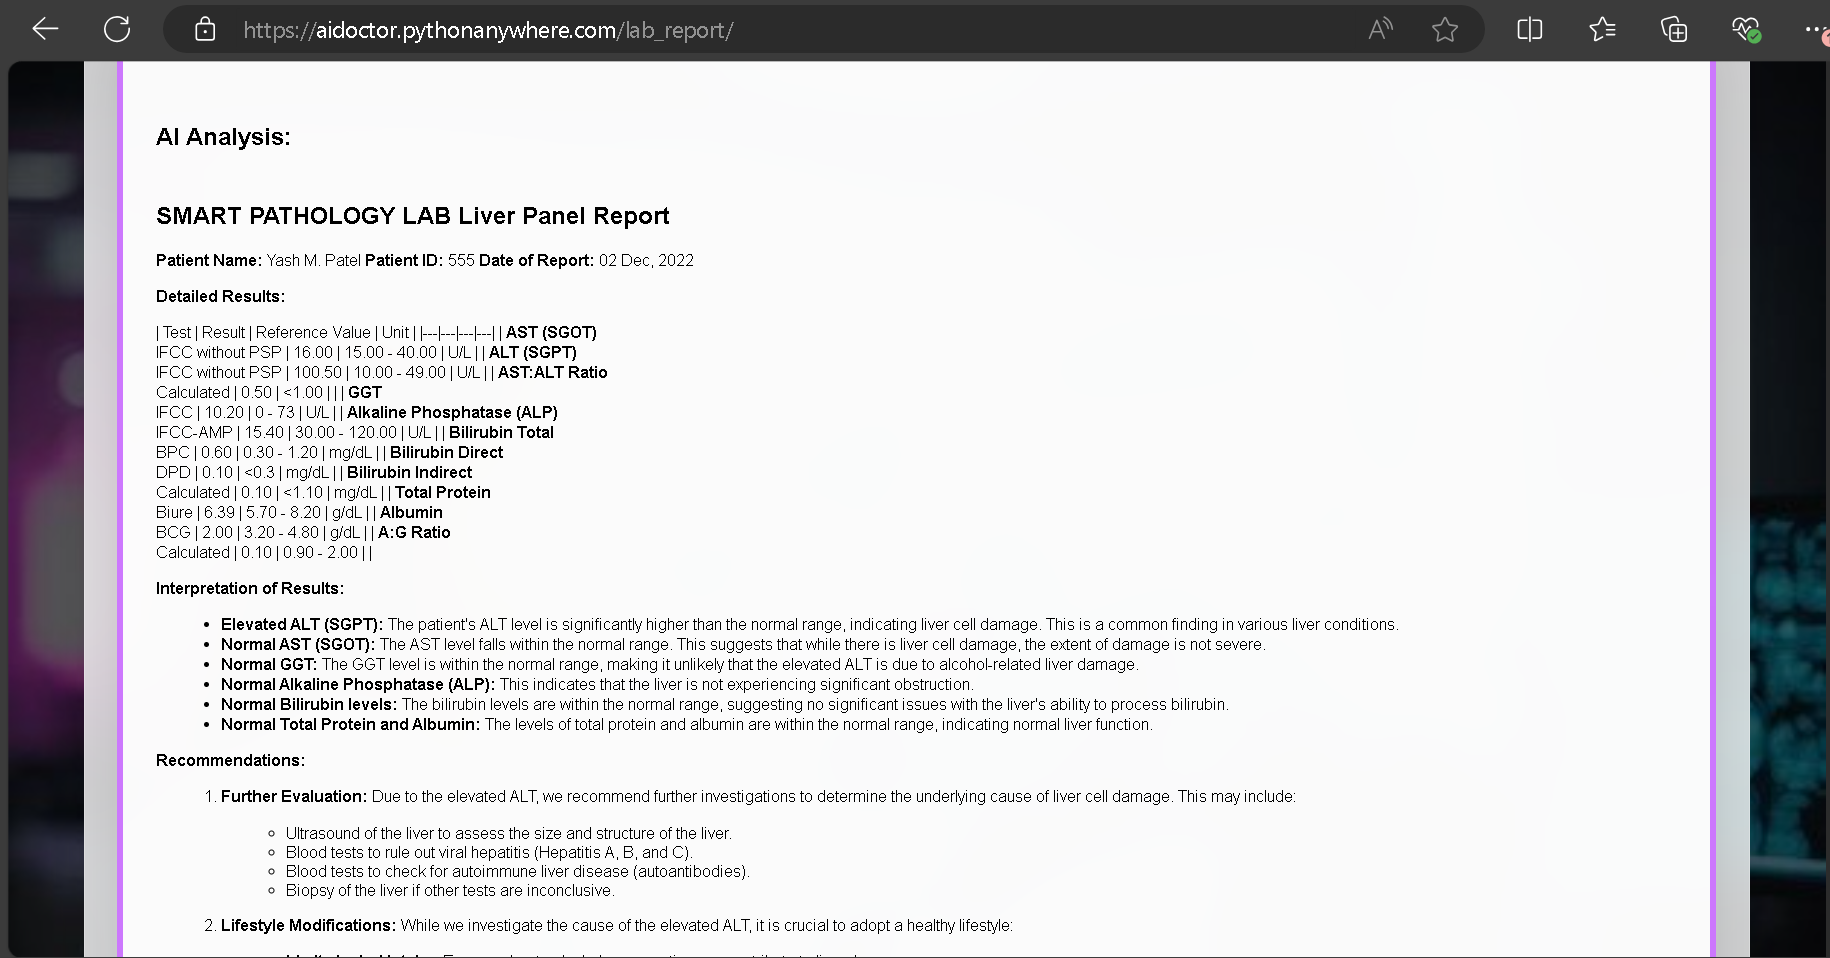 https://aidoctor.pythonanywhere.com/lab_report/
AI Analysis:
SMART PATHOLOGY LAB Liver Panel Report
Patient Name: Yash M. Patel Patient ID: 555 Date of Report: 02 Dec, 2022
Detailed Results:
| Test | Result | Reference Value | Unit | |---|---|---|---| | AST (SGOT)
IFCC without PSP | 16.00 | 15.00 - 40.00 | U/L | | ALT (SGPT)
IFCC without PSP | 100.50 | 10.00 - 49.00 | U/L | | AST:ALT Ratio
Calculated | 0.50 | <1.00 | | | GGT
IFCC | 10.20 | 0 - 73 | U/L | | Alkaline Phosphatase (ALP)
IFCC-AMP | 15.40 | 30.00 - 120.00 | U/L | | Bilirubin Total
BPC | 0.60 | 0.30 - 1.20 | mg/dL | | Bilirubin Direct
DPD | 0.10 | <0.3 | mg/dL | | Bilirubin Indirect
Calculated | 0.10 | <1.10 | mg/dL | | Total Protein
Biure | 6.39 | 5.70 - 8.20 | g/dL | | Albumin
BCG | 2.00 | 3.20 - 4.80 | g/dL | | A:G Ratio
Calculated | 0.10 | 0.90 - 2.00 | |
Interpretation of Results:
• Elevated ALT (SGPT): The patient's ALT level is significantly higher than the normal range, indicating liver cell damage. This is a common finding in various liver conditions.
• Normal AST (SGOT): The AST level falls within the normal range. This suggests that while there is liver cell damage, the extent of damage is not severe.
• Normal GGT: The GGT level is within the normal range, making it unlikely that the elevated ALT is due to alcohol-related liver damage.
• Normal Alkaline Phosphatase (ALP): This indicates that the liver is not experiencing significant obstruction.
• Normal Bilirubin levels: The bilirubin levels are within the normal range, suggesting no significant issues with the liver's ability to process bilirubin.
• Normal Total Protein and Albumin: The levels of total protein and albumin are within the normal range, indicating normal liver function.
Recommendations:
1. Further Evaluation: Due to the elevated ALT, we recommend further investigations to determine the underlying cause of liver cell damage. This may include:
◦ Ultrasound of the liver to assess the size and structure of the liver.
◦ Blood tests to rule out viral hepatitis (Hepatitis A, B, and C).
◦ Blood tests to check for autoimmune liver disease (autoantibodies).
◦ Biopsy of the liver if other tests are inconclusive.
2. Lifestyle Modifications: While we investigate the cause of the elevated ALT, it is crucial to adopt a healthy lifestyle: